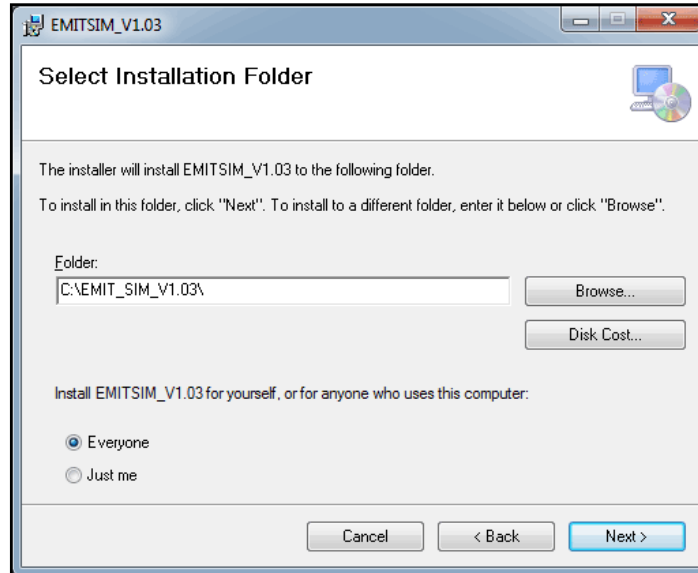 EMITSIM_V1.03
Select Installation Folder
The installer will install EMITSIM_V1.03 to the following folder.
To install in this folder, click "Next". To install to a different folder, enter it below or click "Browse".
Folder:
C:\EMIT_SIM_V1.03\
Browse...
Disk Cost...
Install EMITSIM_V1.03 for yourself, or for anyone who uses this computer:
Everyone
Just me
Cancel
< Back
Next >